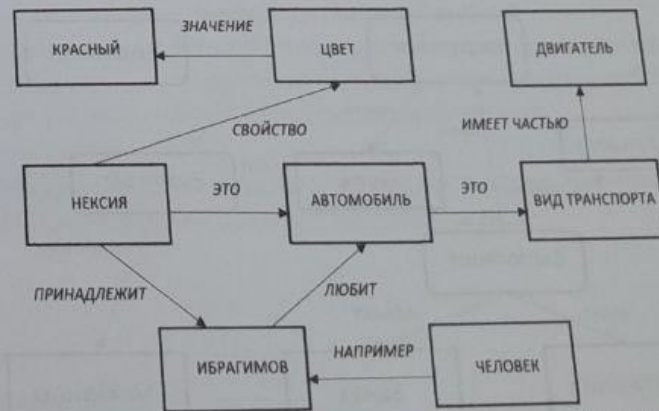 ЗНАЧЕНИЕ
КРАСНЫЙ
ЦВЕТ
ДВИГАТЕЛЬ
СВОЙСТВО
ИМЕЕТ ЧАСТЬЮ
НЕКСИЯ
ЭТО
АВТОМОБИЛЬ
ЭТО
ВИД ТРАНСПОРТА
ПРИНАДЛЕЖИТ
ЛЮБИТ
ИБРАГИМОВ
НАПРИМЕР
ЧЕЛОВЕК